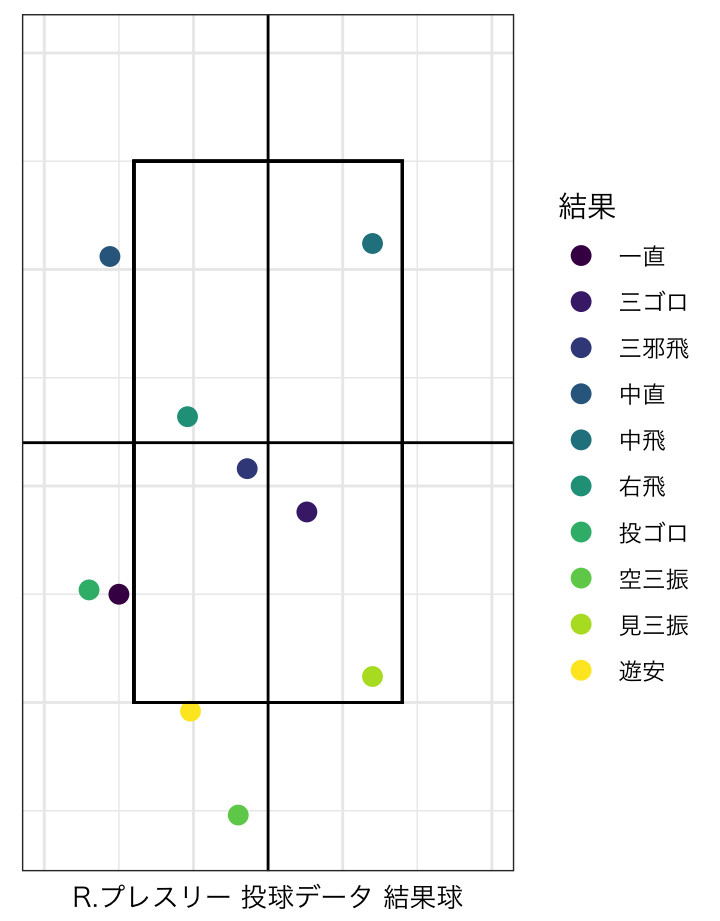 結果
一直
三ゴロ
三邪飛
中直
中飛
右飛
投ゴロ
空三振
見三振
遊安
R.プレスリー 投球データ 結果球